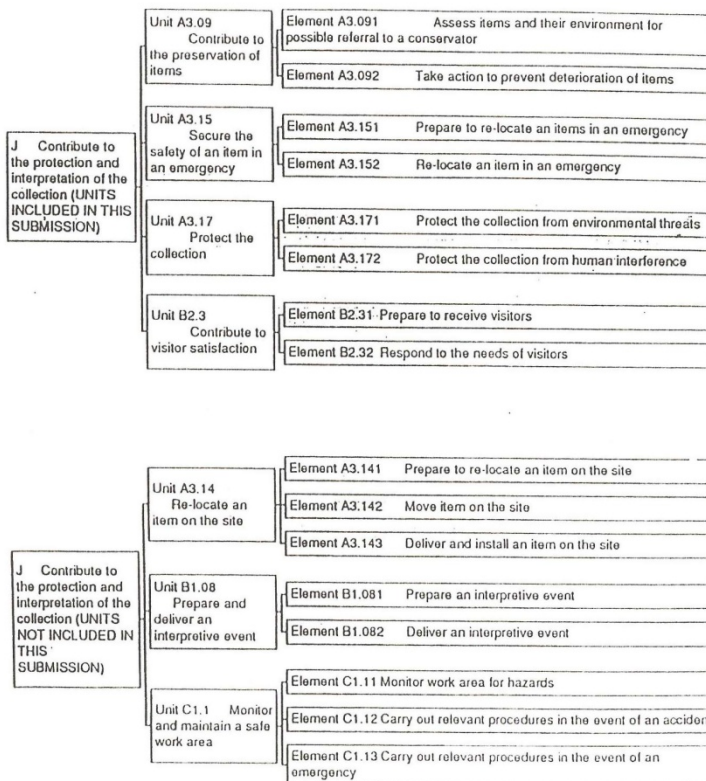 J Contribute to
the protection and
interpretation of the
collection (UNITS
INCLUDED IN THIS
SUBMISSION)
Unit A3.09
Contribute to
the preservation of
items
Element A3.091 Assess items and their environment for
possible referral to a conservator
Element A3.092 Take action to prevent deterioration of items
Unit A3.15
Secure the
safety of an item in
an emergency
Element A3.151 Prepare to re-locate an items in an emergency
Element A3.152 Re-locate an item in an emergency
Unit A3.17
Protect the
collection
Element A3.171 Protect the collection from environmental threats
Element A3.172 Protect the collection from human interference
Unit B2.3
Contribute to
visitor satisfaction
Element B2.31 Prepare to receive visitors
Element B2.32 Respond to the needs of visitors
J Contribute to
the protection and
interpretation of the
collection (UNITS
NOT INCLUDED IN
THIS
SUBMISSION)
Unit A3.14
Re-locate an
item on the site
Element A3.141 Prepare to re-locate an item on the site
Element A3.142 Move item on the site
Element A3.143 Deliver and install an item on the site
Unit B1.08
Prepare and
deliver an
interpretive event
Element B1.081 Prepare an interpretive event
Element B1.082 Deliver an interpretive event
Unit C1.1 Monitor
and maintain a safe
work area
Element C1.11 Monitor work area for hazards
Element C1.12 Carry out relevant procedures in the event of an acciden
Element C1.13 Carry out relevant procedures in the event of an
emergency